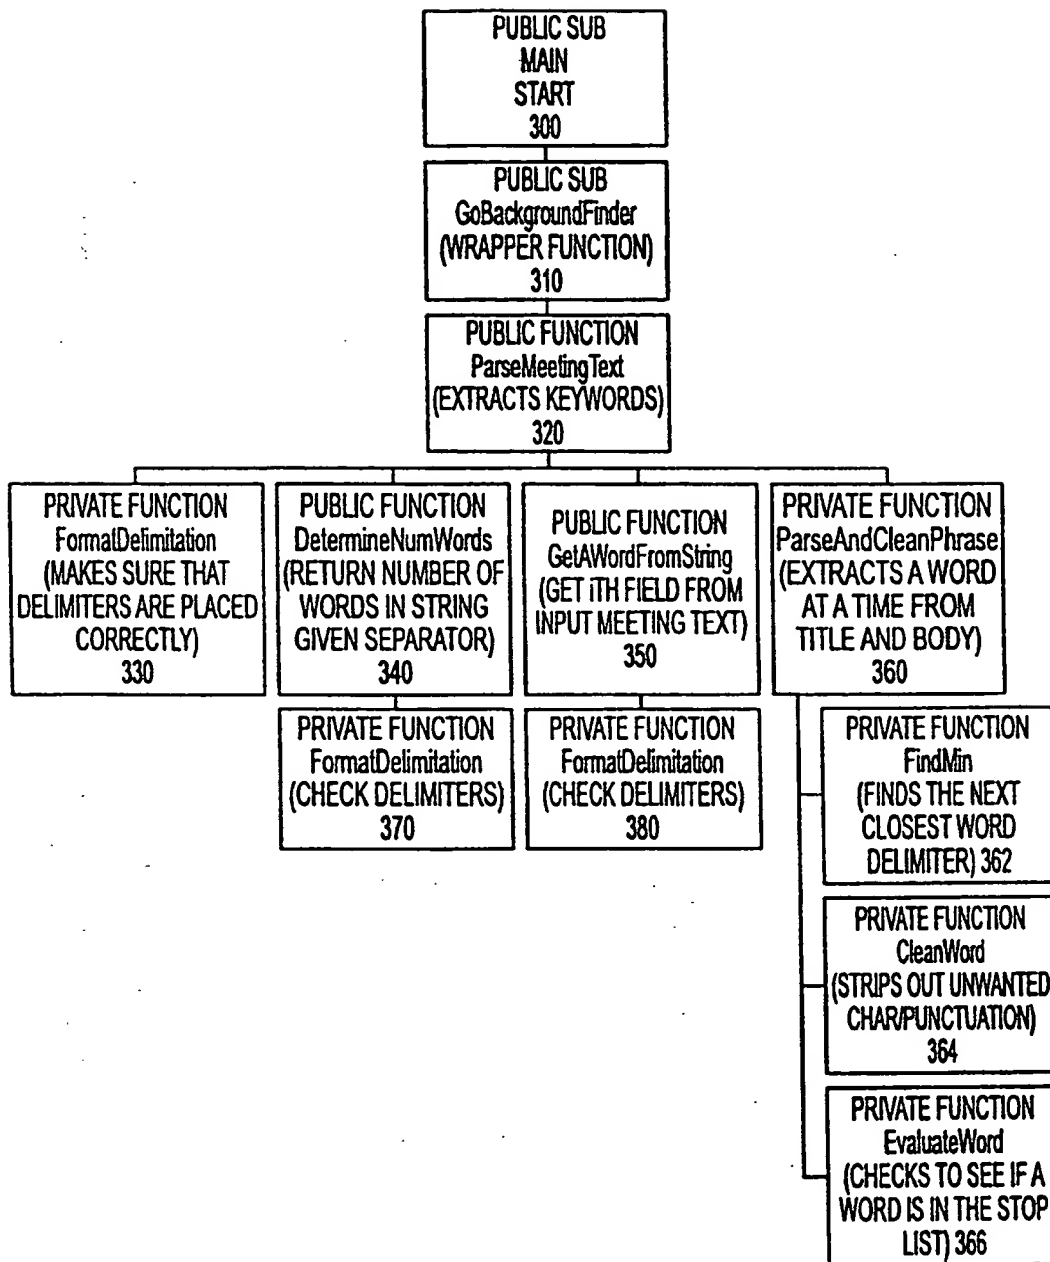 PUBLIC SUB
MAIN
START
300
PUBLIC SUB
GoBackgroundFinder
(WRAPPER FUNCTION)
310
PUBLIC FUNCTION
ParseMeetingText
(EXTRACTS KEYWORDS)
320
PRIVATE FUNCTION
FormatDelimitation
(MAKES SURE THAT
DELIMITERS ARE PLACED
CORRECTLY)
330
PUBLIC FUNCTION
DetermineNumWords
(RETURN NUMBER OF
WORDS IN STRING
GIVEN SEPARATOR)
340
PUBLIC FUNCTION
GetAWordFromString
(GET iTH FIELD FROM
INPUT MEETING TEXT)
350
PRIVATE FUNCTION
ParseAndCleanPhrase
(EXTRACTS A WORD
AT A TIME FROM
TITLE AND BODY)
360
PRIVATE FUNCTION
FormatDelimitation
(CHECK DELIMITERS)
370
PRIVATE FUNCTION
FormatDelimitation
(CHECK DELIMITERS)
380
PRIVATE FUNCTION
FindMin
(FINDS THE NEXT
CLOSEST WORD
DELIMITER) 362
PRIVATE FUNCTION
CleanWord
(STRIPS OUT UNWANTED
CHAR/PUNCTUATION)
364
PRIVATE FUNCTION
EvaluateWord
(CHECKS TO SEE IF A
WORD IS IN THE STOP
LIST) 366